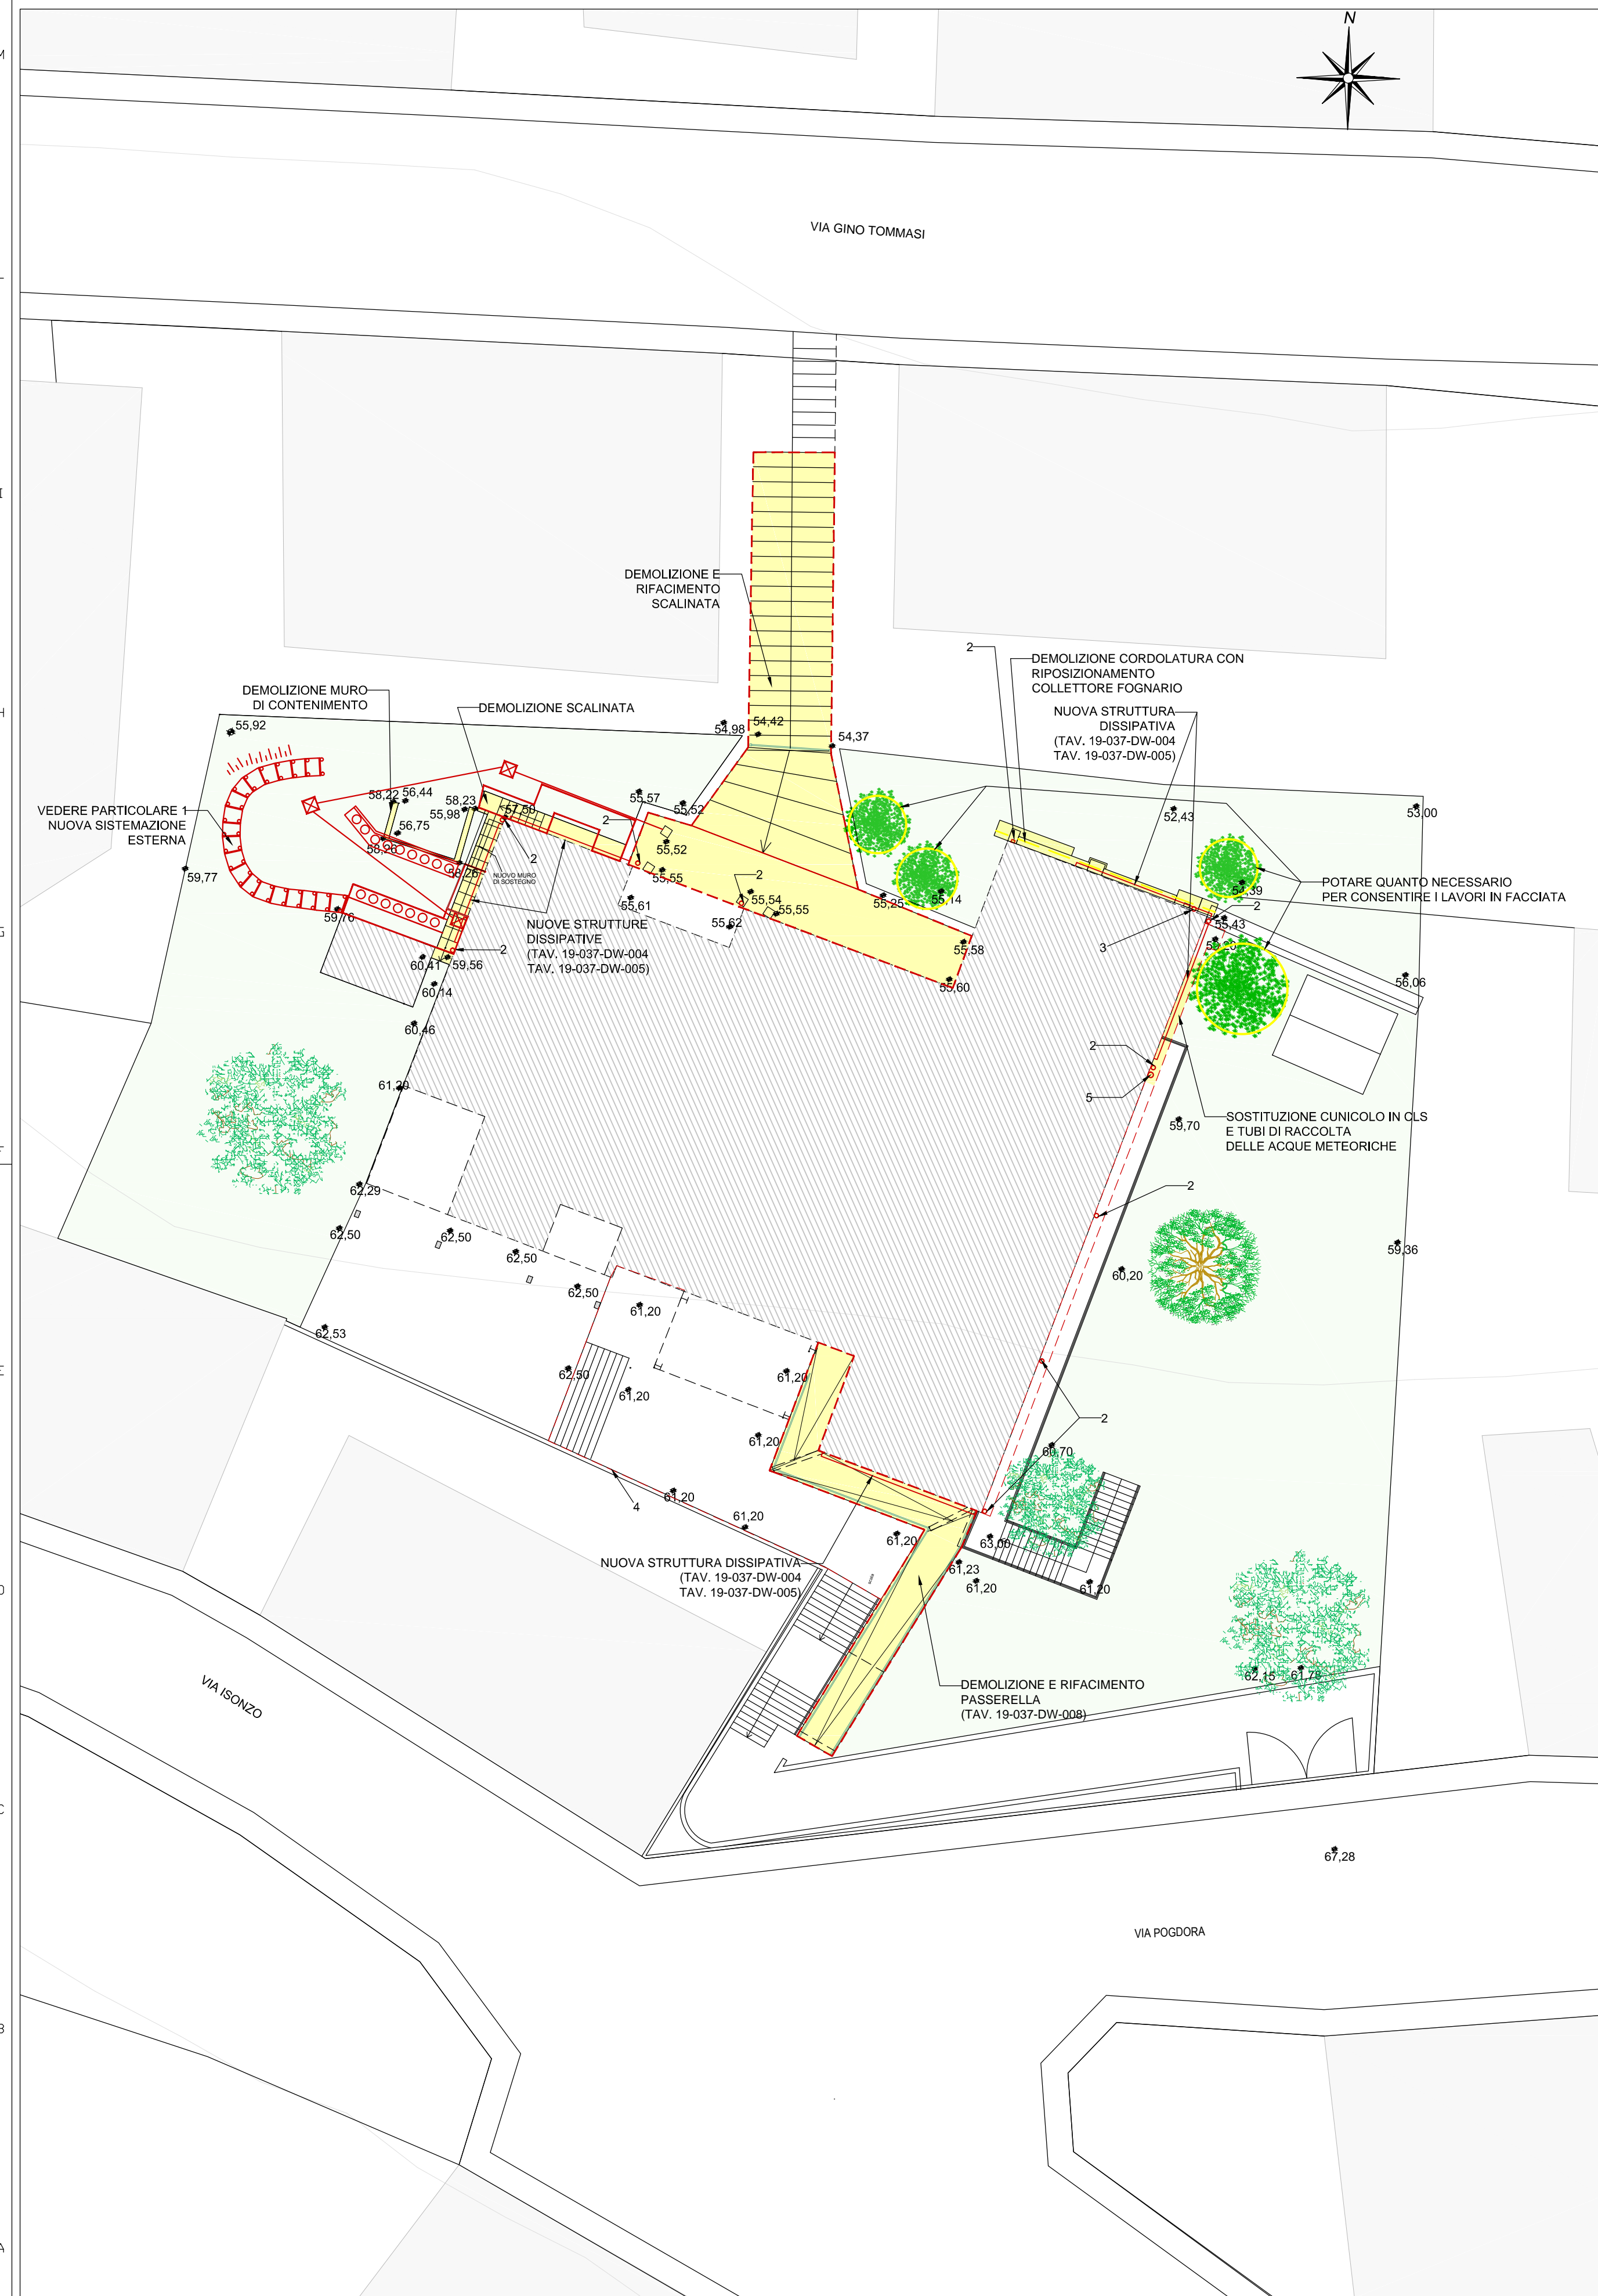 N
M
VIA GINO TOMMASI
DEMOLIZIONE E
RIFACIMENTO
SCALINATA
2
DEMOLIZIONE CORDOLATURA CON
RIPOSIZIONAMENTO
COLLETTORE FOGNARIO
DEMOLIZIONE MURO
DI CONTENIMENTO
DEMOLIZIONE SCALINATA
NUOVA STRUTTURA
DISSIPATIVA
(TAV. 19-037-DW-004
TAV. 19-037-DW-005)
H
55,92
54,98
54,42
54,37
VEDERE PARTICOLARE 1
NUOVA SISTEMAZIONE
ESTERNA
58,22
56,44
58,23
55,98
57,50
55,57
55,52
52,43
53,00
56,75
58,26
2
55,52
2
58,26
NUOVO MURO
DI SOSTEGNO
59,77
55,55
2
55,54
55,55
55,61
55,62
55,25
55,14
54,39
POTARE QUANTO NECESSARIO
PER CONSENTIRE I LAVORI IN FACCIATA
2
55,43
59,76
G
NUOVE STRUTTURE
DISSIPATIVE
(TAV. 19-037-DW-004
TAV. 19-037-DW-005)
2
3
55,58
60,41
59,56
55,60
56,06
60,14
60,46
2
61,20
5
59,70
SOSTITUZIONE CUNICOLO IN CLS
E TUBI DI RACCOLTA
DELLE ACQUE METEORICHE
62,29
2
62,50
62,50
62,50
59,36
60,20
62,50
61,20
62,53
E
62,50
61,20
61,20
2
61,20
60,70
61,20
4
61,20
61,20
63,00
NUOVA STRUTTURA DISSIPATIVA
(TAV. 19-037-DW-004
TAV. 19-037-DW-005)
61,23
61,20
61,20
D
62,15
61,78
VIA ISONZO
DEMOLIZIONE E RIFACIMENTO
PASSERELLA
(TAV. 19-037-DW-008)
C
67,28
VIA POGDORA
B
A